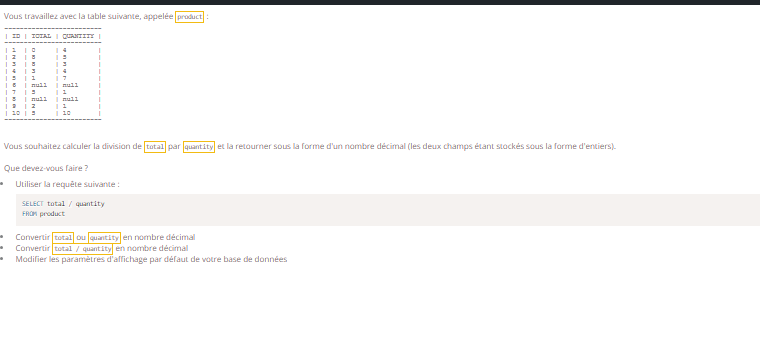 Vous travaillez avec la table suivante, appelée product :
--------------------------
| ID | TOTAL | QUANTITY |
--------------------------
| 1 | 0 | 4 |
| 2 | 8 | 5 |
| 3 | 8 | 3 |
| 4 | 3 | 4 |
| 5 | 1 | 7 |
| 6 | null | null |
| 7 | 5 | 1 |
| 8 | null | null |
| 9 | 2 | 1 |
| 10 | 5 | 10 |
--------------------------
Vous souhaitez calculer la division de total par quantity et la retourner sous la forme d'un nombre décimal (les deux champs étant stockés sous la forme d'entiers).
Que devez-vous faire ?
• Utiliser la requête suivante :
SELECT total / quantity
FROM product
• Convertir total ou quantity en nombre décimal
• Convertir total / quantity en nombre décimal
• Modifier les paramètres d'affichage par défaut de votre base de données